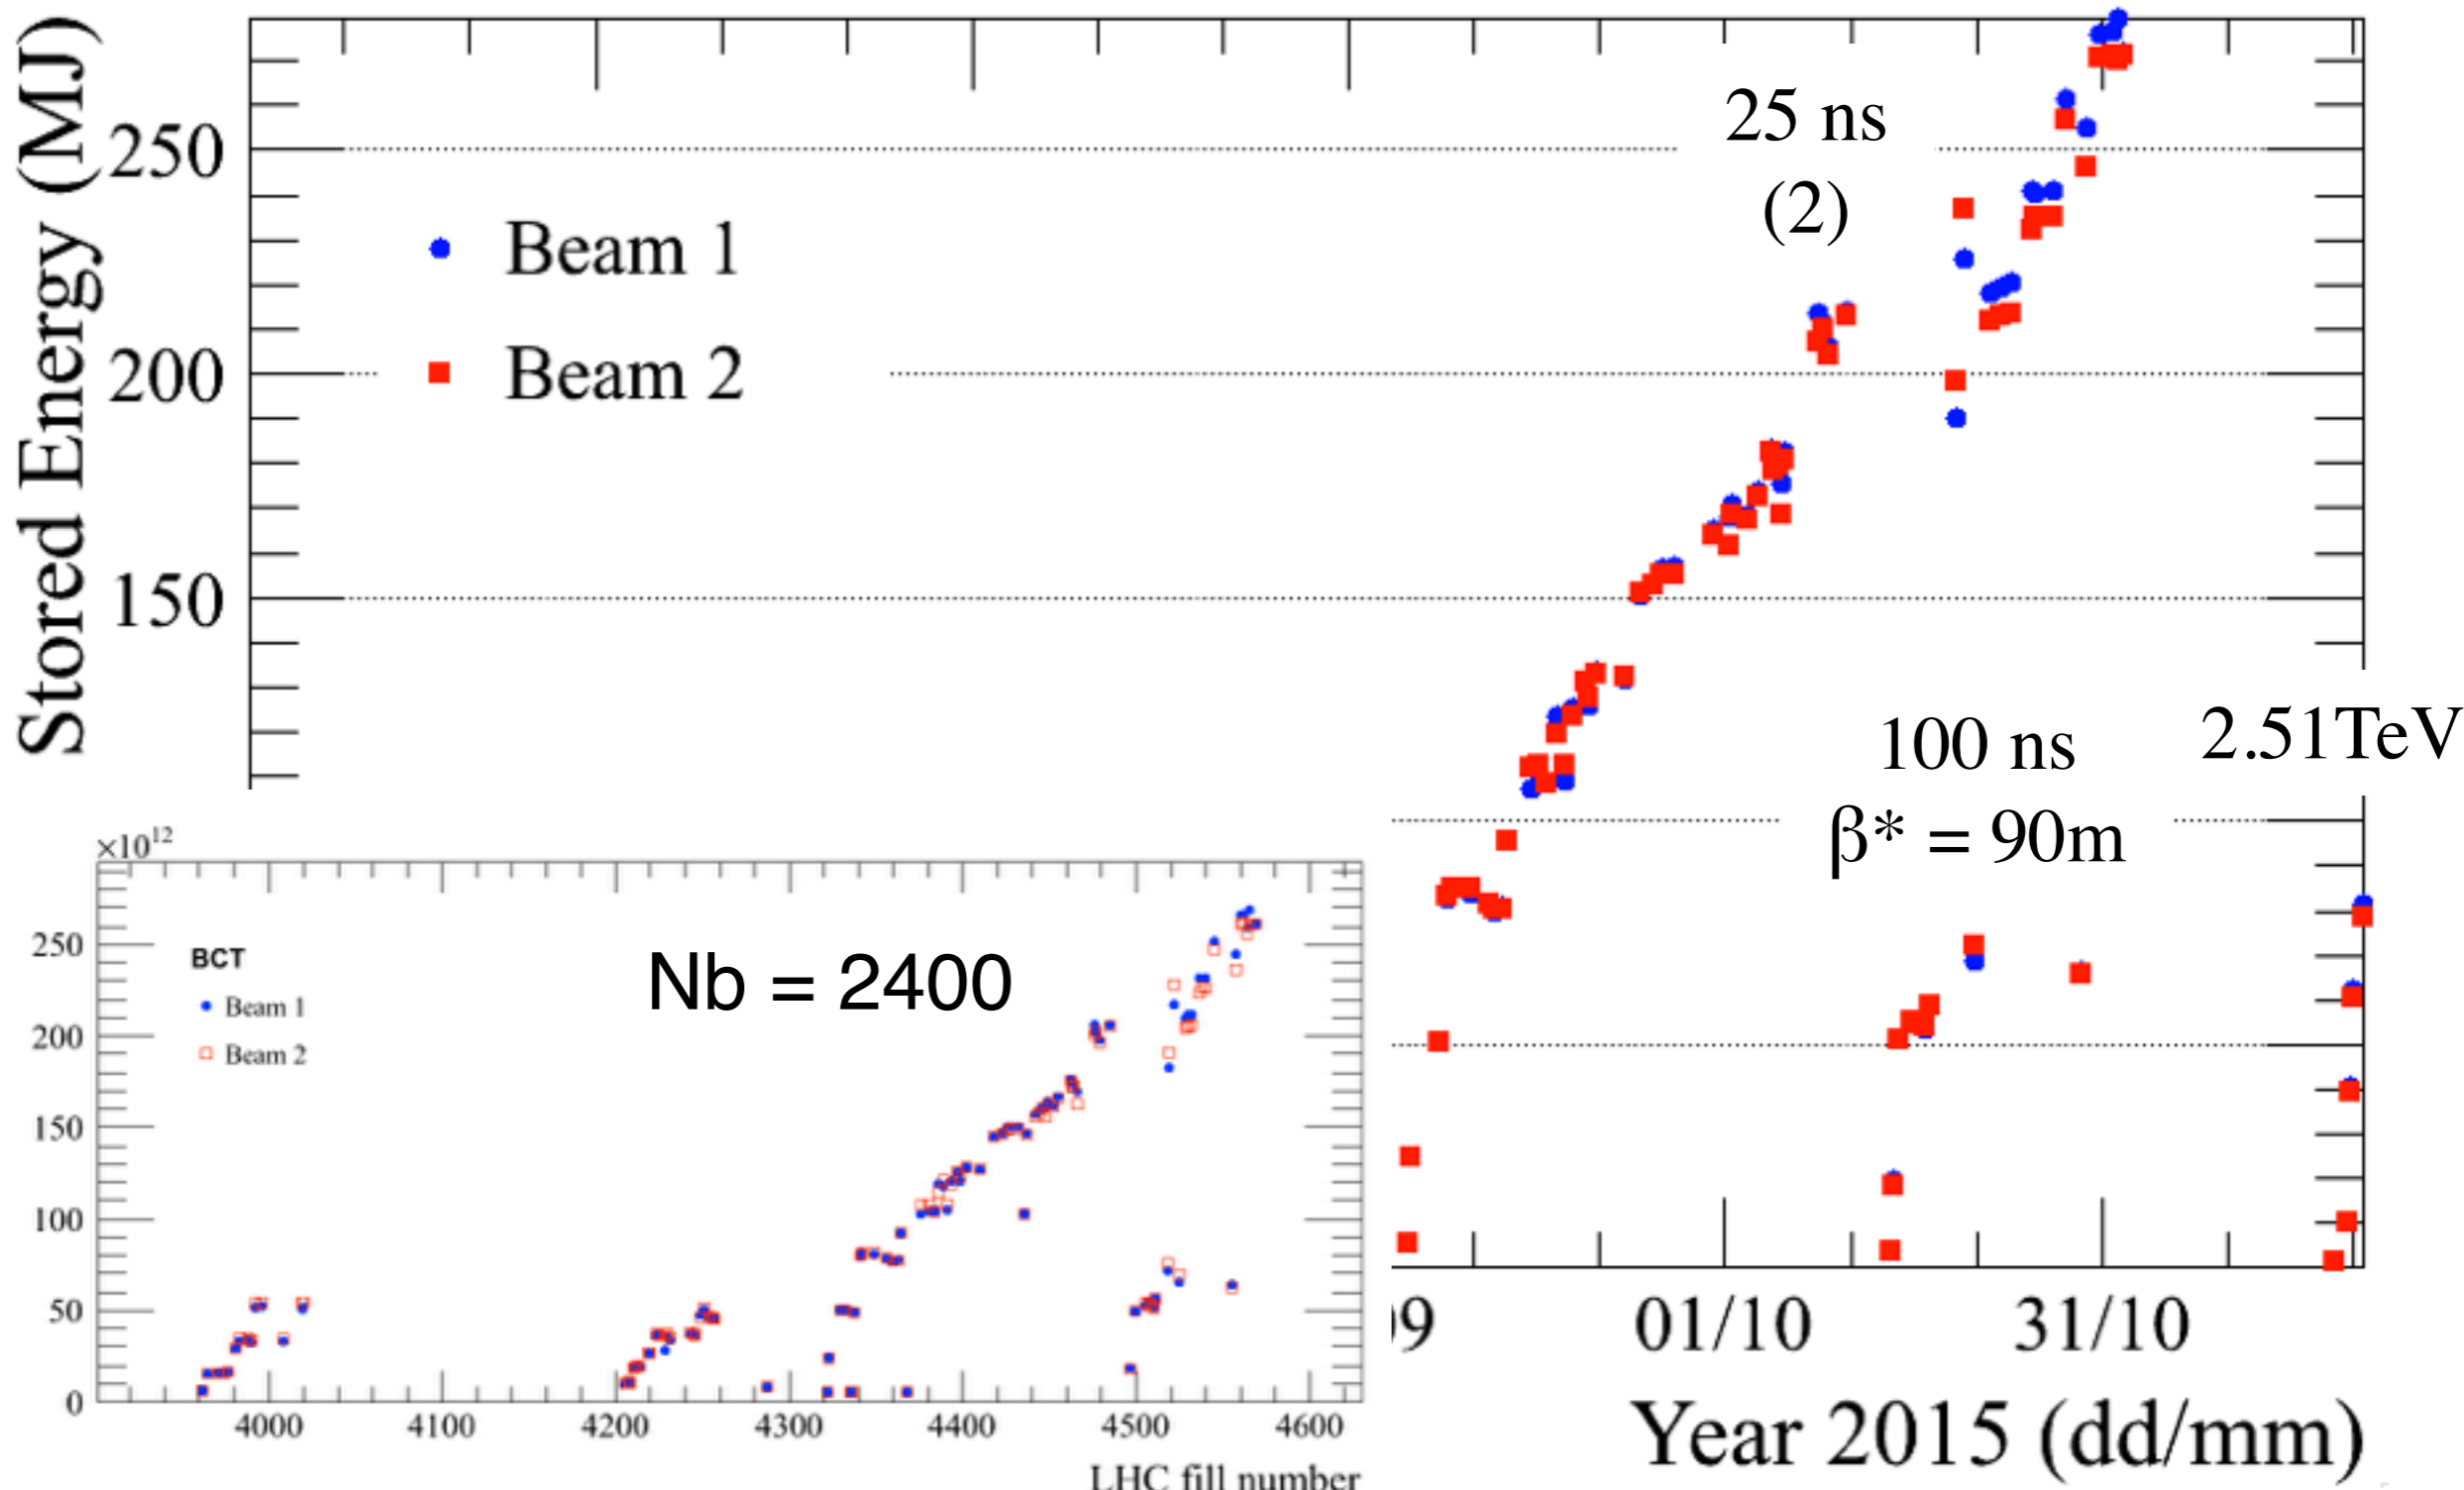 Stored Energy (MJ)
250
200
150
Beam 1
Beam 2
25 ns
(2)
100 ns
β* = 90m
2.51TeV
×10¹²
250
200
150
100
50
0
BCT
Beam 1
Beam 2
Nb = 2400
4000 4100 4200 4300 4400 4500 4600
LHC fill number
9 01/10 31/10
Year 2015 (dd/mm)